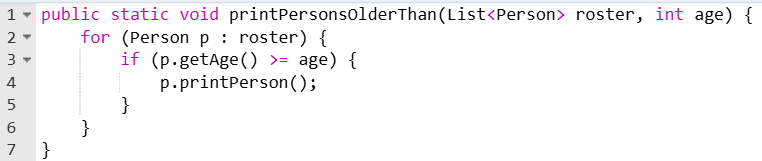 1 public static void printPersonsOlderThan(List<Person> roster, int age) {
2     for (Person p : roster) {
3         if (p.getAge() >= age) {
4             p.printPerson();
5         }
6     }
7 }